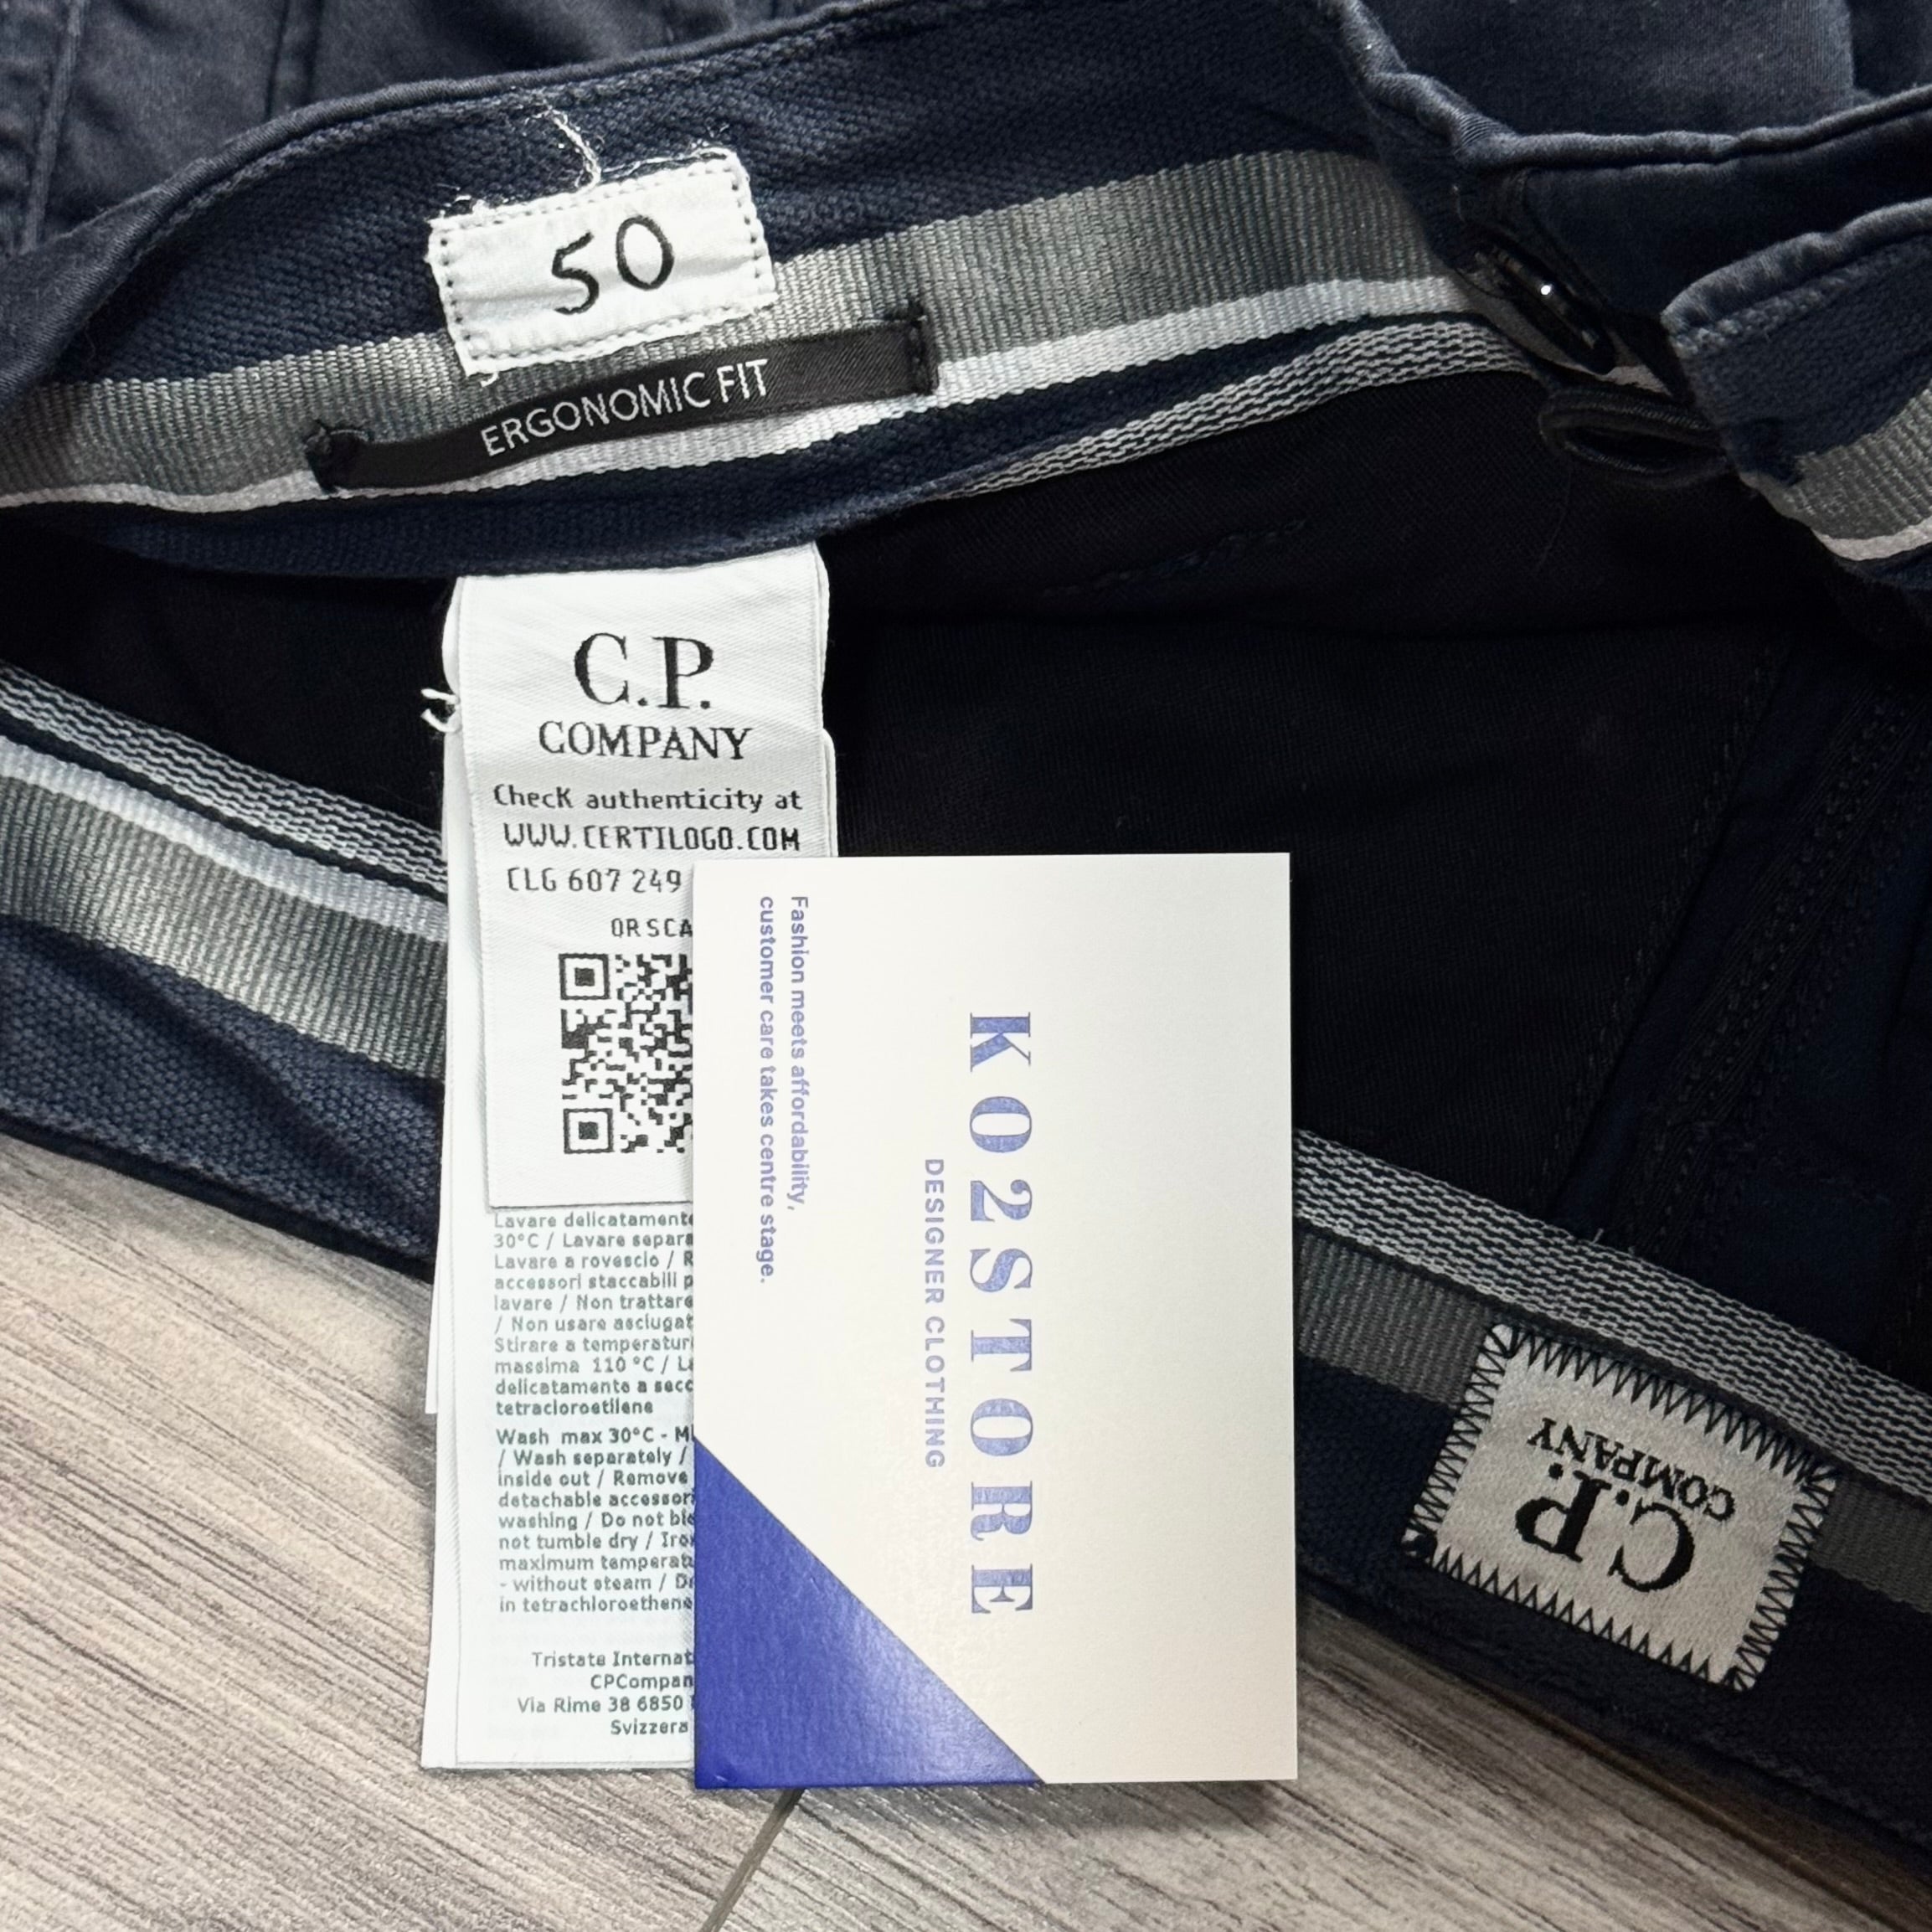 50
ERGONOMIC FIT
C.P.
COMPANY
Check authenticity at
WWW.CERTILOGO.COM
CLG 607 249
OR SCA
Lavare delicatamente
30°C / Lavare separa
Lavare a rovescio / R
accessori staccabili p
lavare / Non trattare
/ Non usare asciugat
Stirare a temperatur
massima 110 °C / La
delicatamente a secc
tetracloroetilene
Wash max 30°C - Mi
/ Wash separately /
inside out / Remove
detachable accessori
washing / Do not ble
not tumble dry / Iron
maximum temperatu
- without steam / Dr
in tetrachloroethene
Tristate Internat
CPCompan
Via Rime 38 6850
Svizzera
Fashion meets affordability,
customer care takes centre stage.
KO2STORE
DESIGNER CLOTHING
C.P.
COMPANY